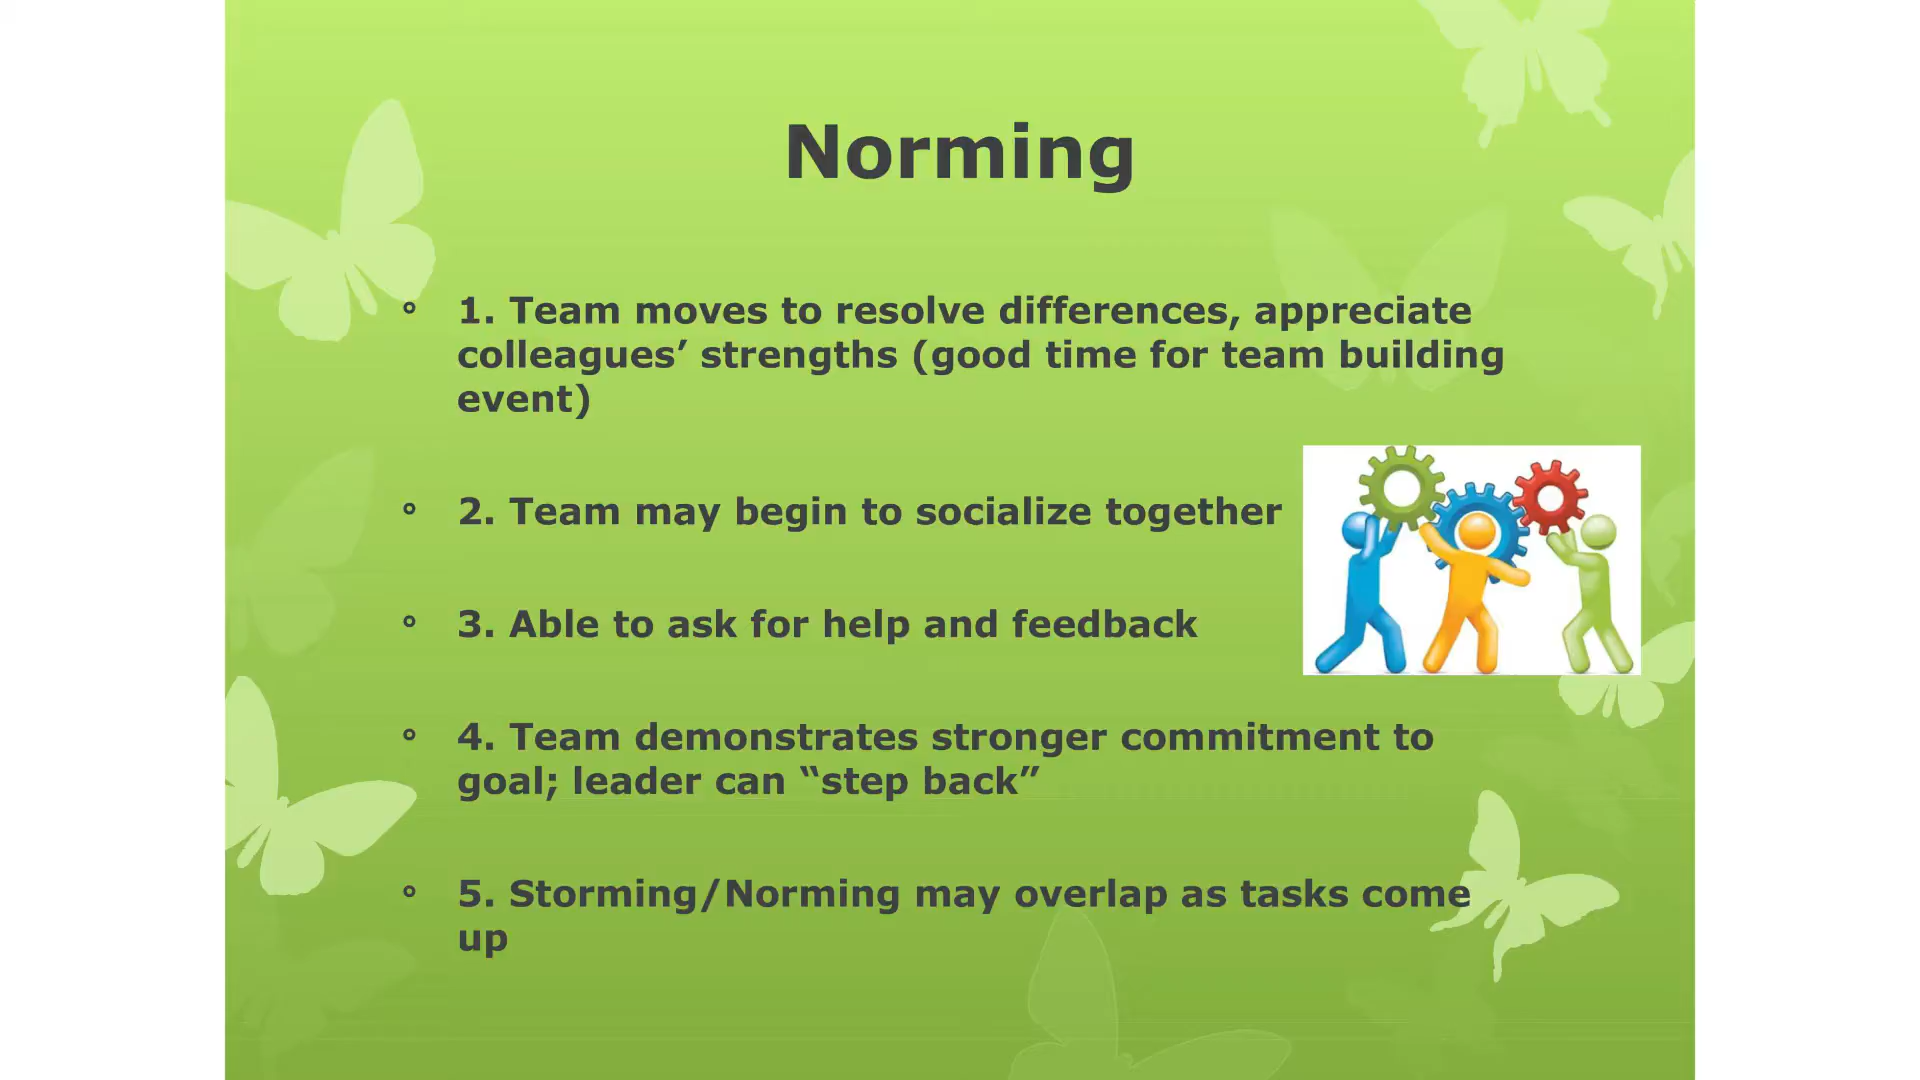 Norming
⚬ 1. Team moves to resolve differences, appreciate
colleagues’ strengths (good time for team building
event)
⚬ 2. Team may begin to socialize together
⚬ 3. Able to ask for help and feedback
⚬ 4. Team demonstrates stronger commitment to
goal; leader can “step back”
⚬ 5. Storming/Norming may overlap as tasks come
up